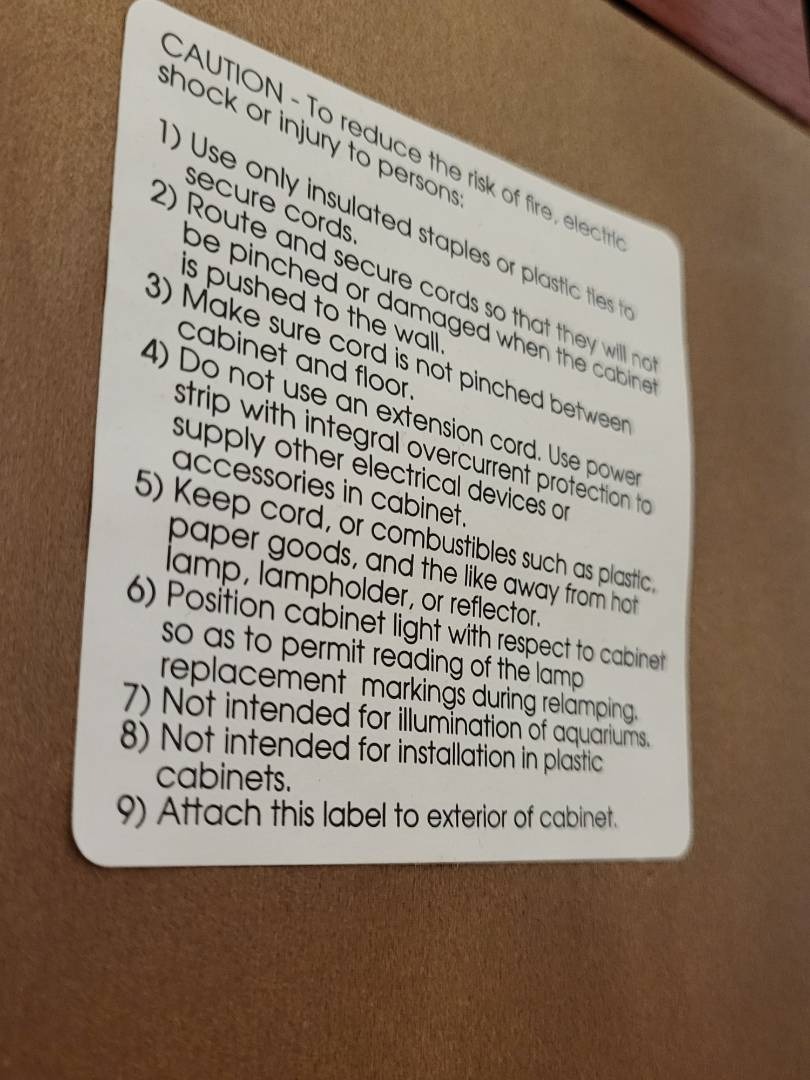 CAUTION - To reduce the risk of fire, electric
shock or injury to persons:
1) Use only insulated staples or plastic ties to
secure cords.
2) Route and secure cords so that they will not
be pinched or damaged when the cabinet
is pushed to the wall.
3) Make sure cord is not pinched between
cabinet and floor.
4) Do not use an extension cord. Use power
strip with integral overcurrent protection to
supply other electrical devices or
accessories in cabinet.
5) Keep cord, or combustibles such as plastic,
paper goods, and the like away from hot
lamp, lampholder, or reflector.
6) Position cabinet light with respect to cabinet
so as to permit reading of the lamp
replacement markings during relamping.
7) Not intended for illumination of aquariums.
8) Not intended for installation in plastic
cabinets.
9) Attach this label to exterior of cabinet.